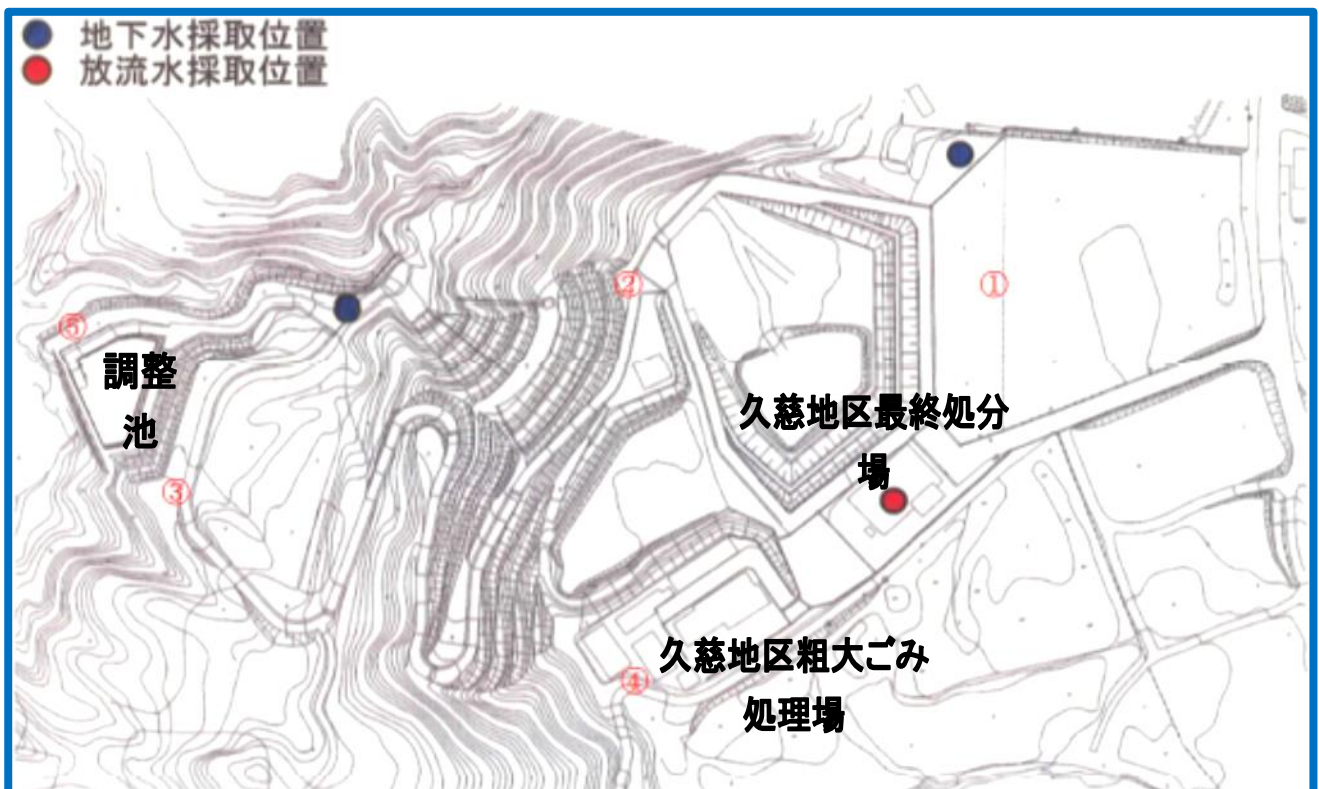 地下水採取位置
放流水採取位置
①
②
⑤
調整
池
久慈地区最終処分
場
③
久慈地区粗大ごみ
④
処理場